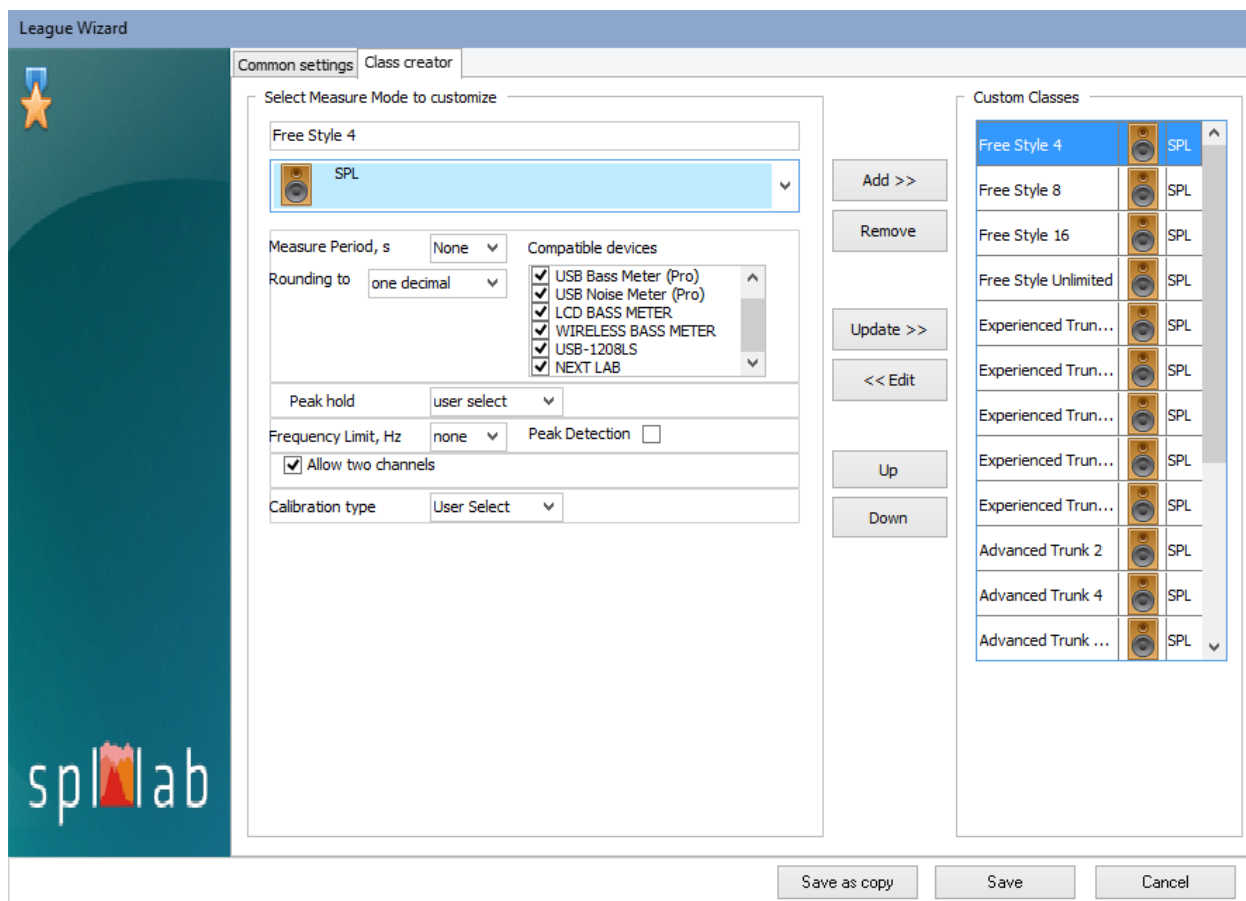 League Wizard
Common settings
Class creator
Select Measure Mode to customize
Free Style 4
SPL
Measure Period, s
None
Rounding to
one decimal
Compatible devices
USB Bass Meter (Pro)
USB Noise Meter (Pro)
LCD BASS METER
WIRELESS BASS METER
USB-1208LS
NEXT LAB
Peak hold
user select
Frequency Limit, Hz
none
Peak Detection
Allow two channels
Calibration type
User Select
Add >>
Remove
Update >>
<< Edit
Up
Down
Custom Classes
Free Style 4 SPL
Free Style 8 SPL
Free Style 16 SPL
Free Style Unlimited SPL
Experienced Trun... SPL
Experienced Trun... SPL
Experienced Trun... SPL
Experienced Trun... SPL
Experienced Trun... SPL
Advanced Trunk 2 SPL
Advanced Trunk 4 SPL
Advanced Trunk ... SPL
spl lab
Save as copy
Save
Cancel